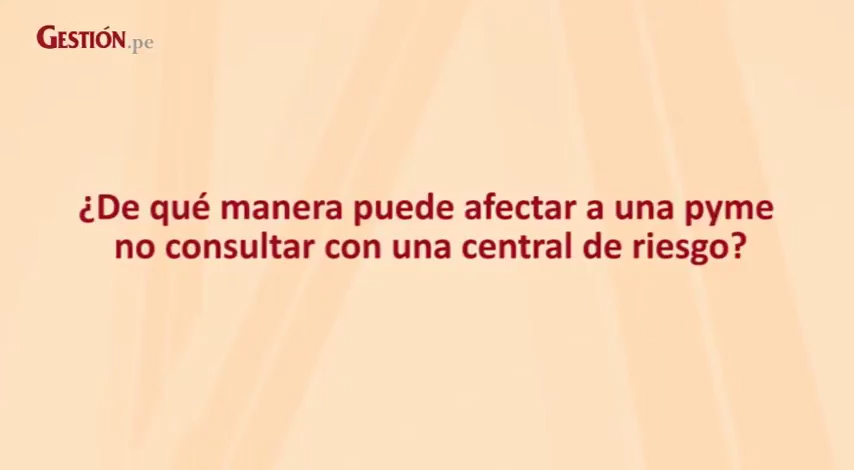 GESTIÓN.pe
¿De qué manera puede afectar a una pyme
no consultar con una central de riesgo?